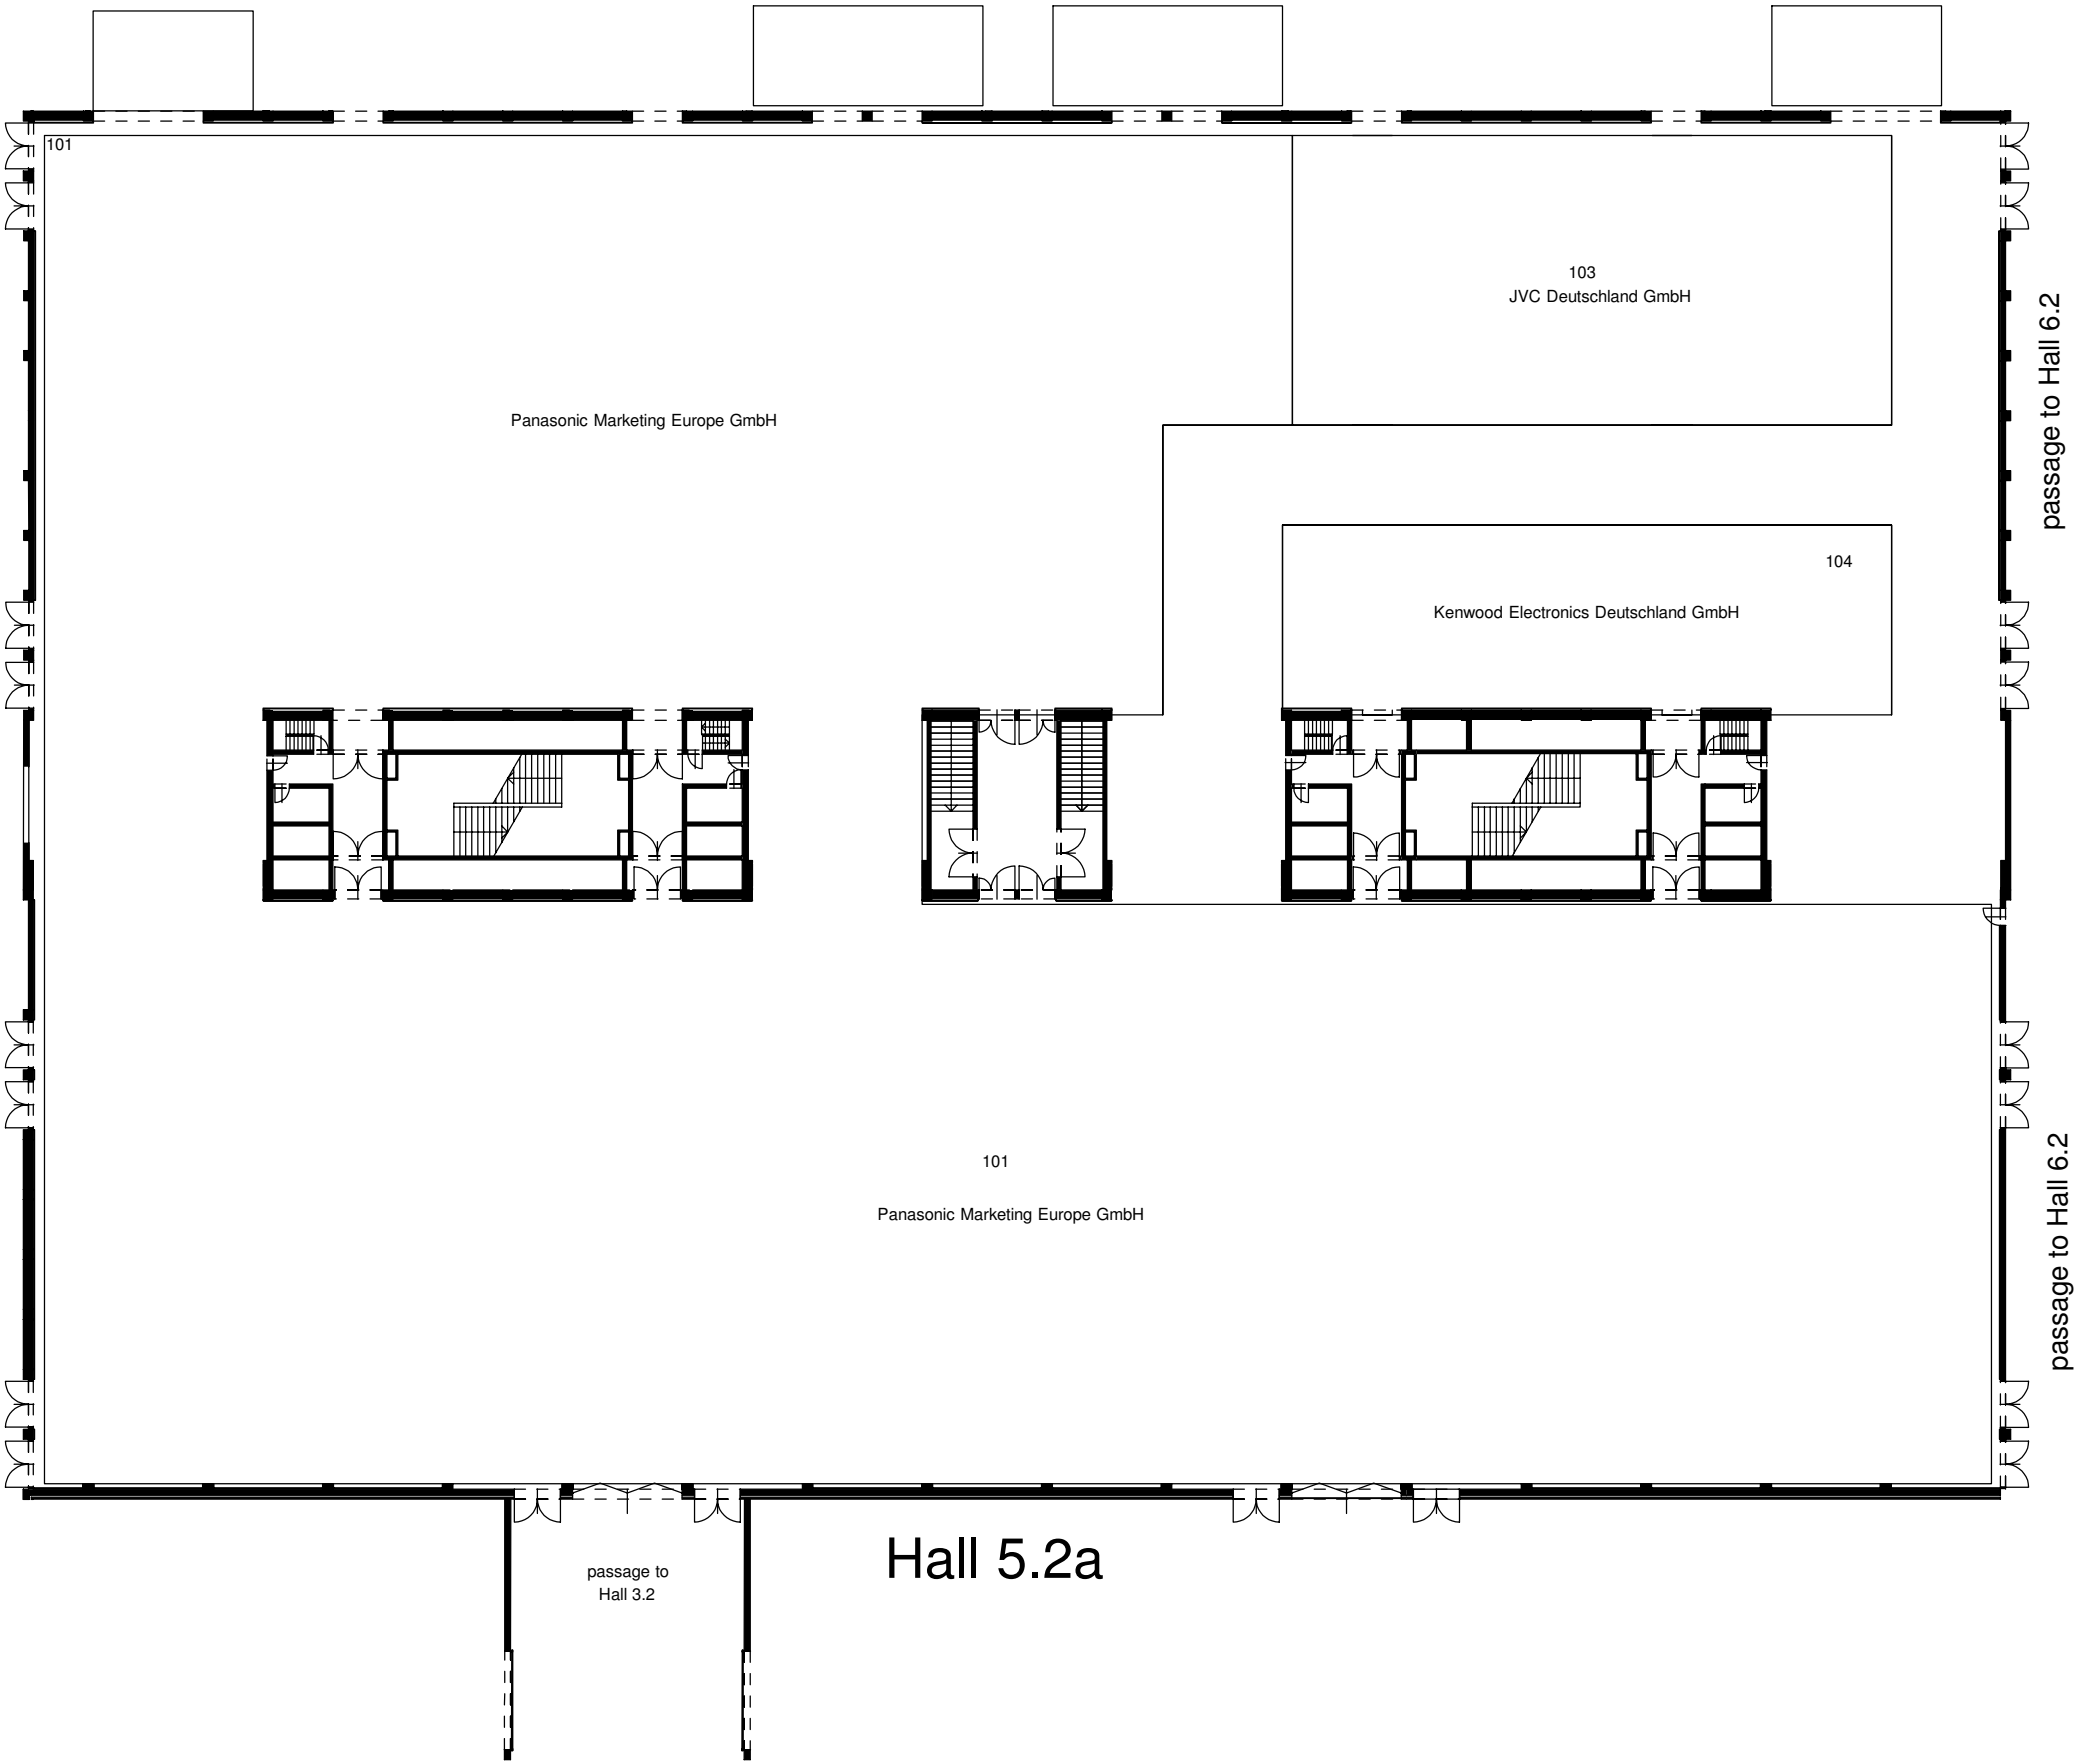 101
103
JVC Deutschland GmbH
passage to Hall 6.2
Panasonic Marketing Europe GmbH
104
Kenwood Electronics Deutschland GmbH
101
Panasonic Marketing Europe GmbH
passage to Hall 6.2
Hall 5.2a
passage to
Hall 3.2